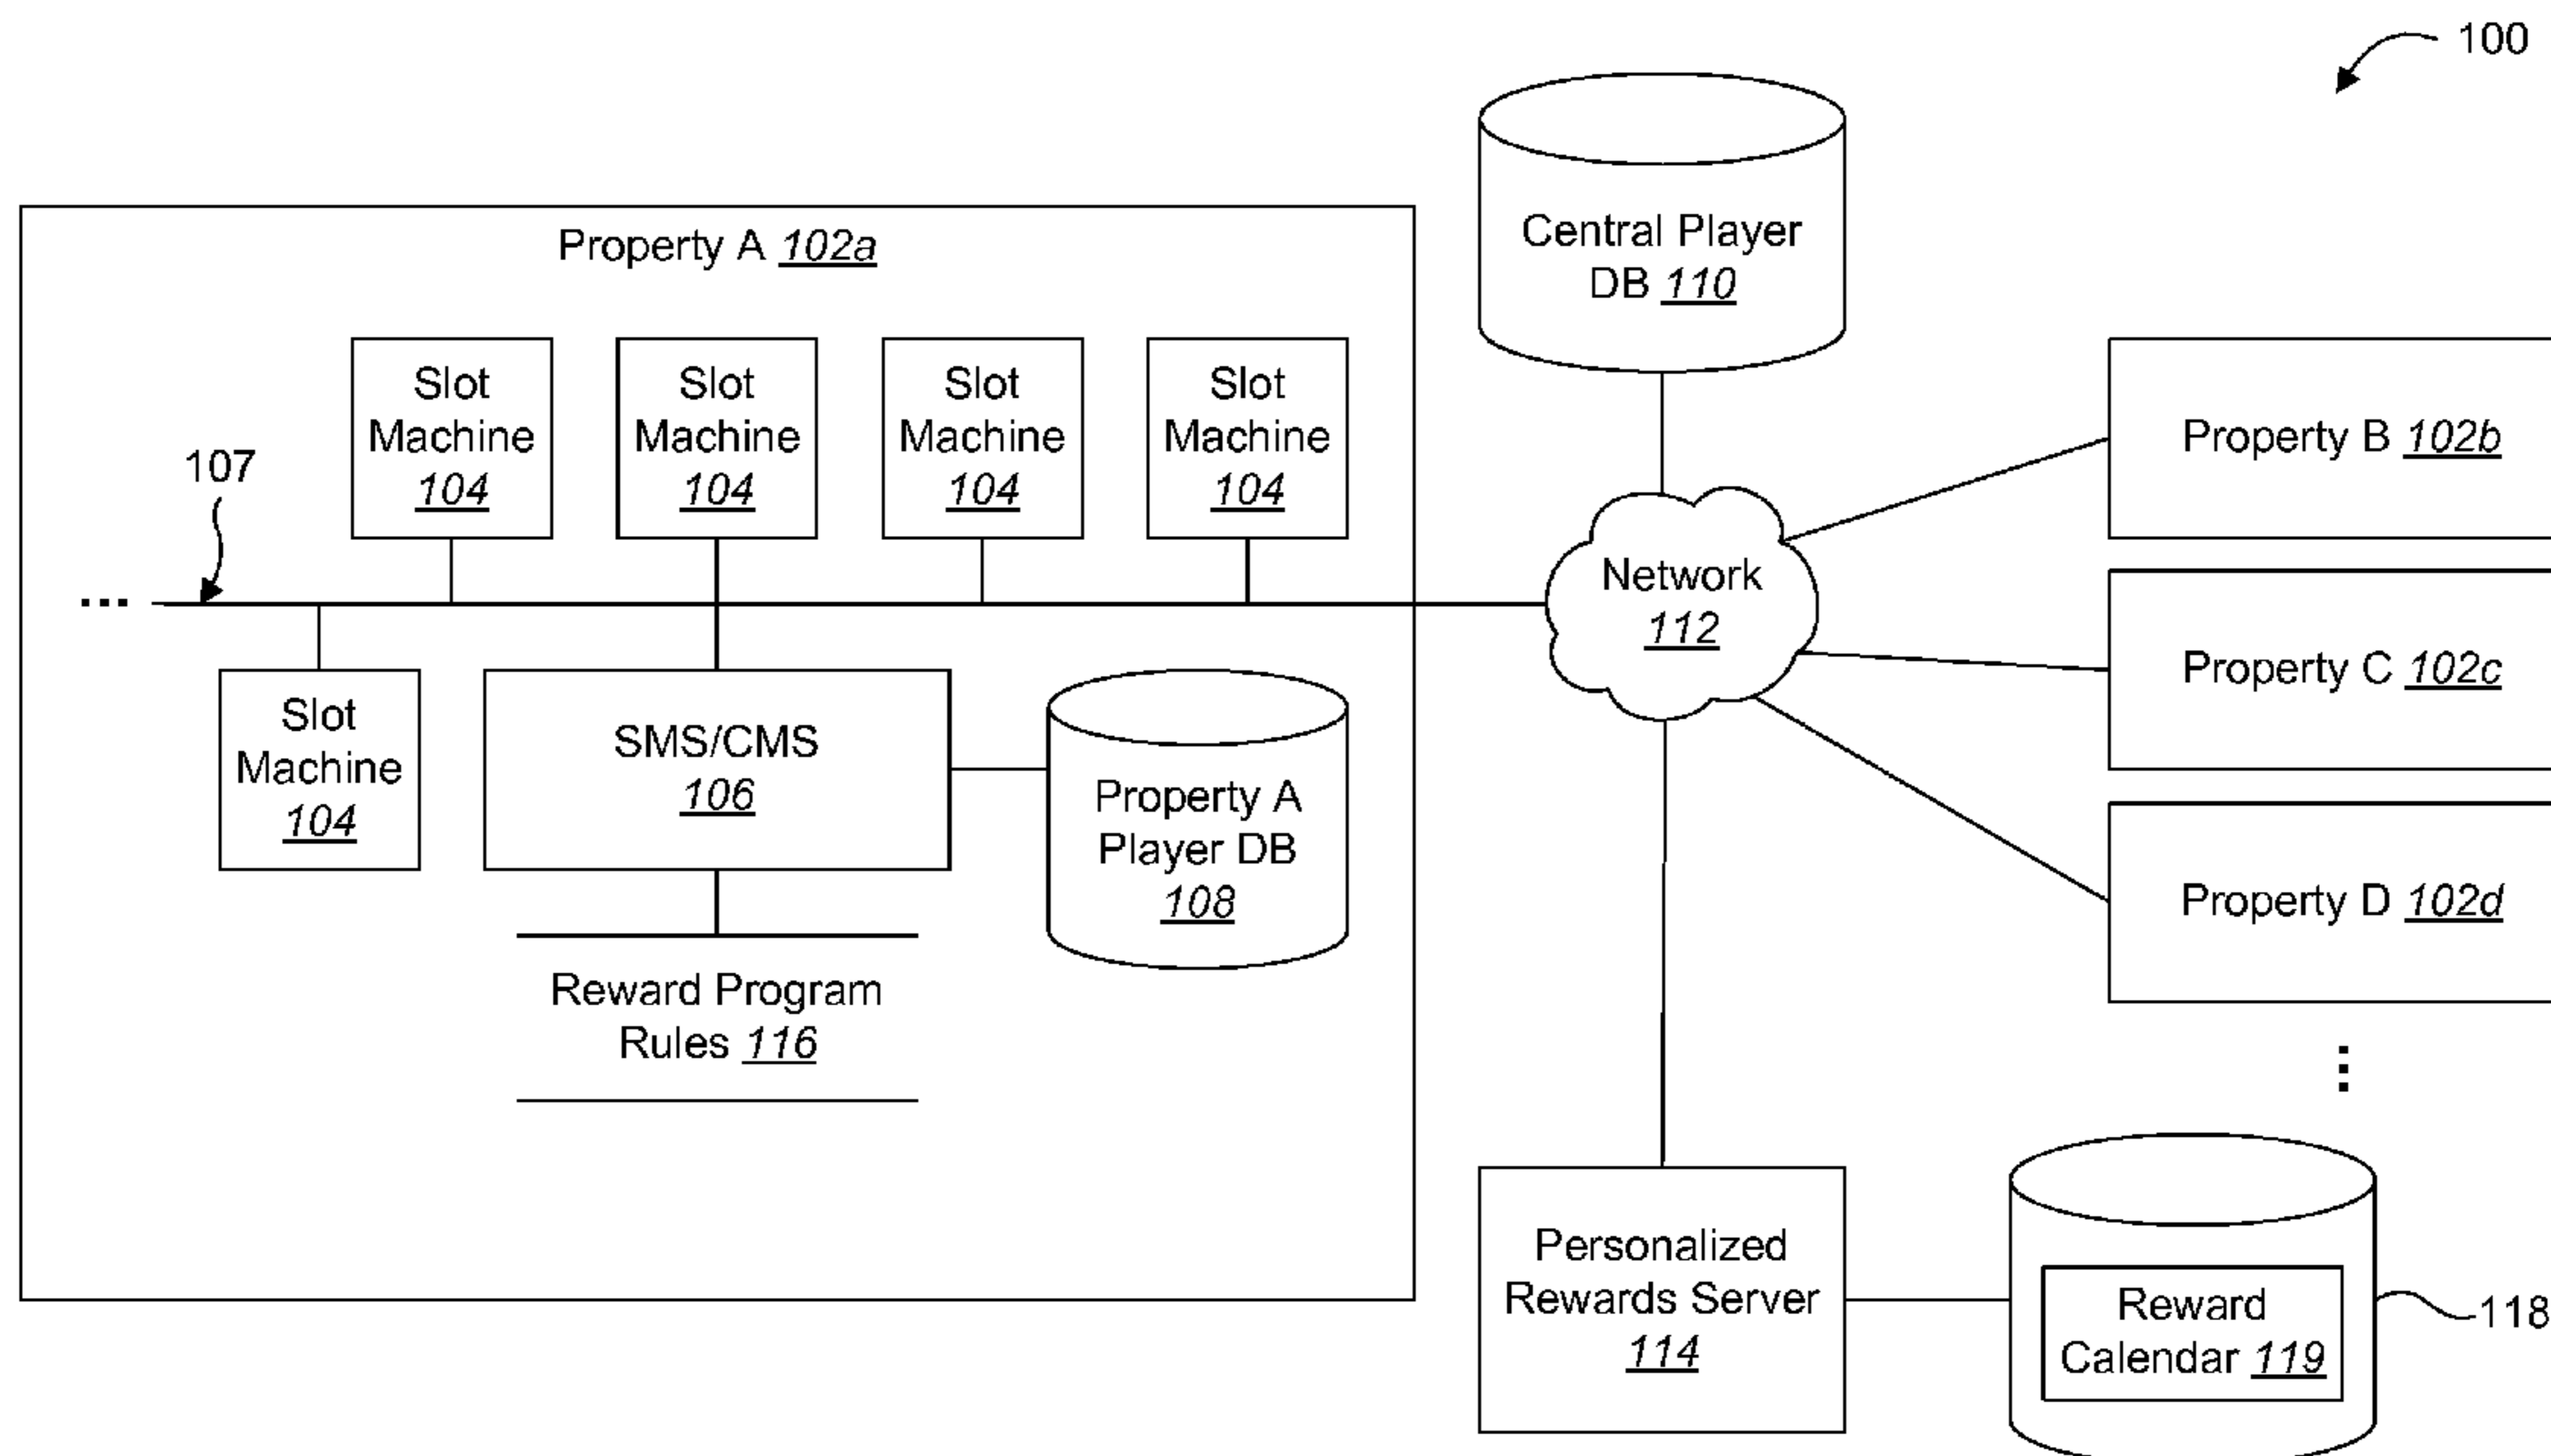 100
Property A 102a
Central Player
DB 110
Slot
Machine
104
Slot
Machine
104
Slot
Machine
104
Slot
Machine
104
107
...
Network
112
Property B 102b
Property C 102c
Property D 102d
...
Slot
Machine
104
SMS/CMS
106
Property A
Player DB
108
Reward Program
Rules 116
Personalized
Rewards Server
114
Reward
Calendar 119
118